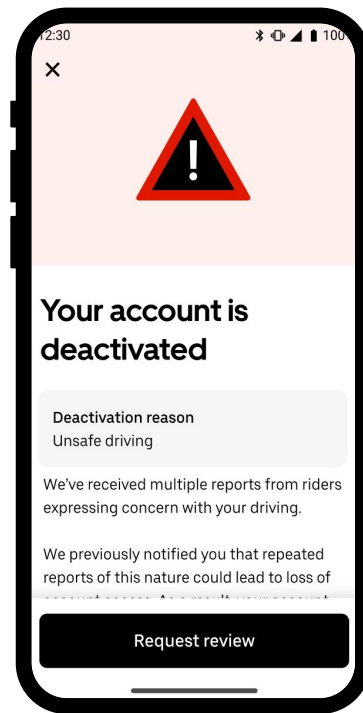 12:30 100
Your account is
deactivated
Deactivation reason
Unsafe driving
We've received multiple reports from riders
expressing concern with your driving.
We previously notified you that repeated
reports of this nature could lead to loss of
Request review